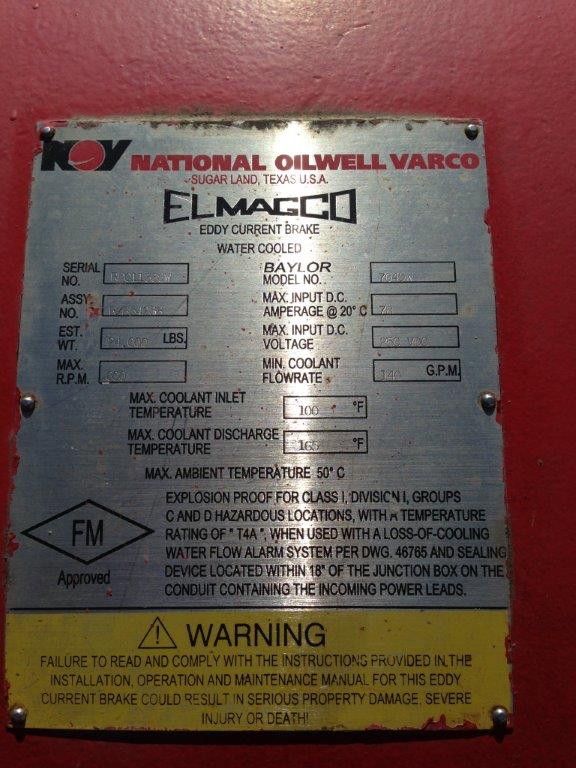 NOV NATIONAL OILWELL VARCO
SUGAR LAND, TEXAS U.S.A.
ELMAGCO
EDDY CURRENT BRAKE
WATER COOLED
SERIAL NO.
BAYLOR MODEL NO. 7040W
ASSY. NO.
MAX. INPUT D.C. AMPERAGE @ 20° C
EST. WT. LBS.
MAX. INPUT D.C. VOLTAGE 250 VDC
MAX. R.P.M.
MIN. COOLANT FLOWRATE 140 G.P.M.
MAX. COOLANT INLET
TEMPERATURE 100 °F
MAX. COOLANT DISCHARGE
TEMPERATURE 165 °F
MAX. AMBIENT TEMPERATURE 50° C
EXPLOSION PROOF FOR CLASS I, DIVISION I, GROUPS
C AND D HAZARDOUS LOCATIONS, WITH A TEMPERATURE
RATING OF " T4A ", WHEN USED WITH A LOSS-OF-COOLING
WATER FLOW ALARM SYSTEM PER DWG. 46765 AND SEALING
DEVICE LOCATED WITHIN 18" OF THE JUNCTION BOX ON THE
CONDUIT CONTAINING THE INCOMING POWER LEADS.
FM
Approved
WARNING
FAILURE TO READ AND COMPLY WITH THE INSTRUCTIONS PROVIDED IN THE
INSTALLATION, OPERATION AND MAINTENANCE MANUAL FOR THIS EDDY
CURRENT BRAKE COULD RESULT IN SERIOUS PROPERTY DAMAGE, SEVERE
INJURY OR DEATH!